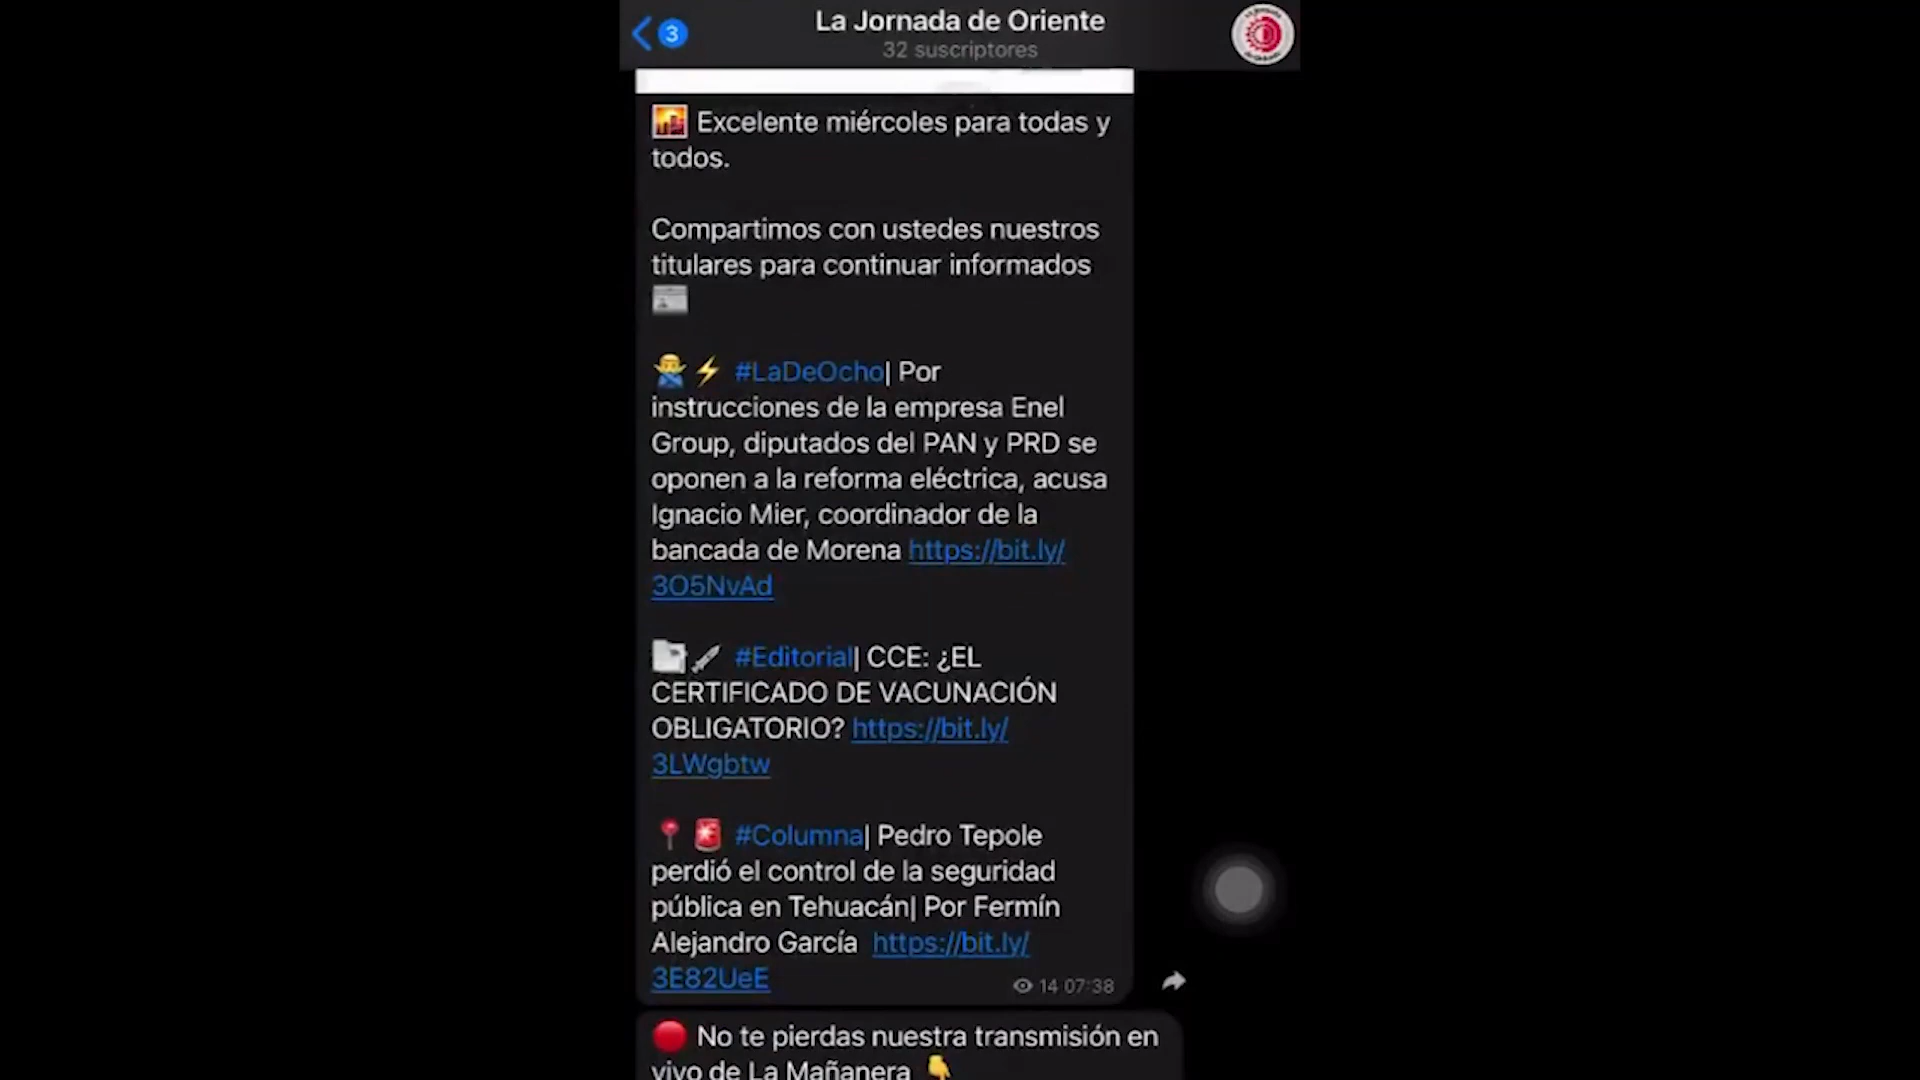 3
La Jornada de Oriente
32 suscriptores
🌇 Excelente miércoles para todas y
todos.
Compartimos con ustedes nuestros
titulares para continuar informados
📰
🙅‍♂️⚡ #LaDeOcho| Por
instrucciones de la empresa Enel
Group, diputados del PAN y PRD se
oponen a la reforma eléctrica, acusa
Ignacio Mier, coordinador de la
bancada de Morena https://bit.ly/
3O5NvAd
#Editorial| CCE: ¿EL
CERTIFICADO DE VACUNACIÓN
OBLIGATORIO? https://bit.ly/
3LWgbtw
📍🚨 #Columna| Pedro Tepole
perdió el control de la seguridad
pública en Tehuacán| Por Fermín
Alejandro García https://bit.ly/
3E82UeE
14 07:38
🔴 No te pierdas nuestra transmisión en
vivo de La Mañanera 👇